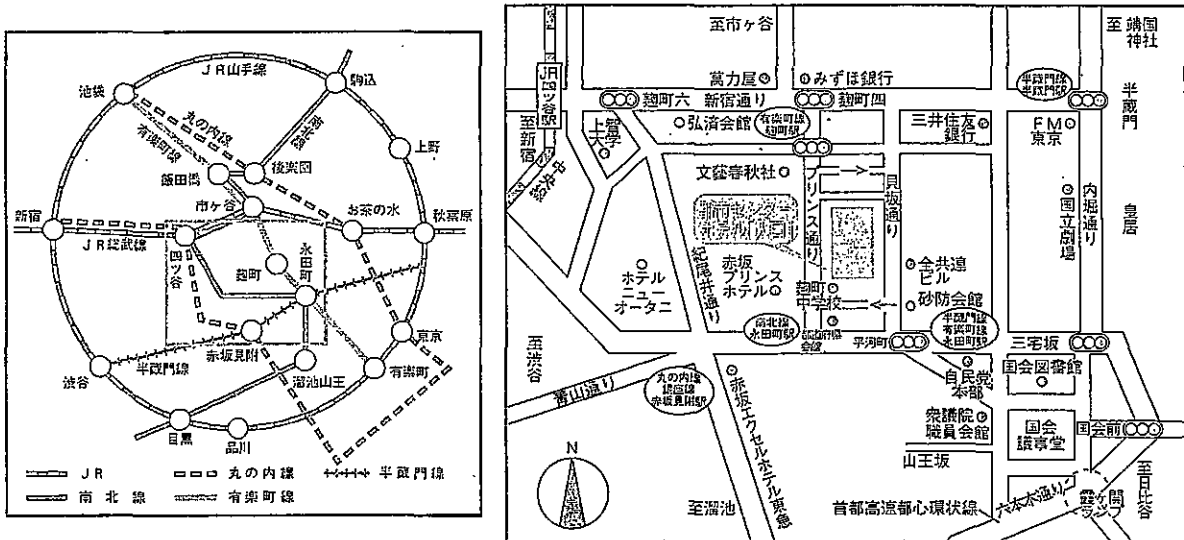 JR山手線
駒込
池袋
丸の内線
有楽町線
南北線
上野
後楽園
飯田橋
市ヶ谷
お茶の水
秋葉原
新宿
JR総武線
四ツ谷
麹町
永田町
東京
赤坂見附
半蔵門線
渋谷
溜池山王
有楽町
目黒
品川
JR
丸の内線
半蔵門線
南北線
有楽町線
至市ヶ谷
至靖国
神社
JR四ツ谷駅
萬力屋
みずほ銀行
半蔵門線
半蔵門駅
半蔵門
麹町六
新宿通り
麹町四
至新宿
上智
大学
弘済会館
有楽町線
麹町駅
三井住友
銀行
FM
東京
中央線
文藝春秋社
プリンス通り
貝坂通り
内堀通り
国立劇場
皇居
紀尾井通り
ホテル
ニュー
オータニ
赤坂
プリンス
ホテル
麹町
中学校
全共連
ビル
砂防会館
南北線
永田町駅
都道府県
会館
平河町
半蔵門線
有楽町線
永田町駅
三宅坂
至渋谷
青山通り
丸の内線
銀座線
赤坂見附駅
赤坂エクセルホテル東急
自民党
本部
国会図書館
衆議院
職員会館
国会
議事堂
国会前
山王坂
至日比谷
N
至溜池
首都高速都心環状線
六本木通り
霞ヶ関